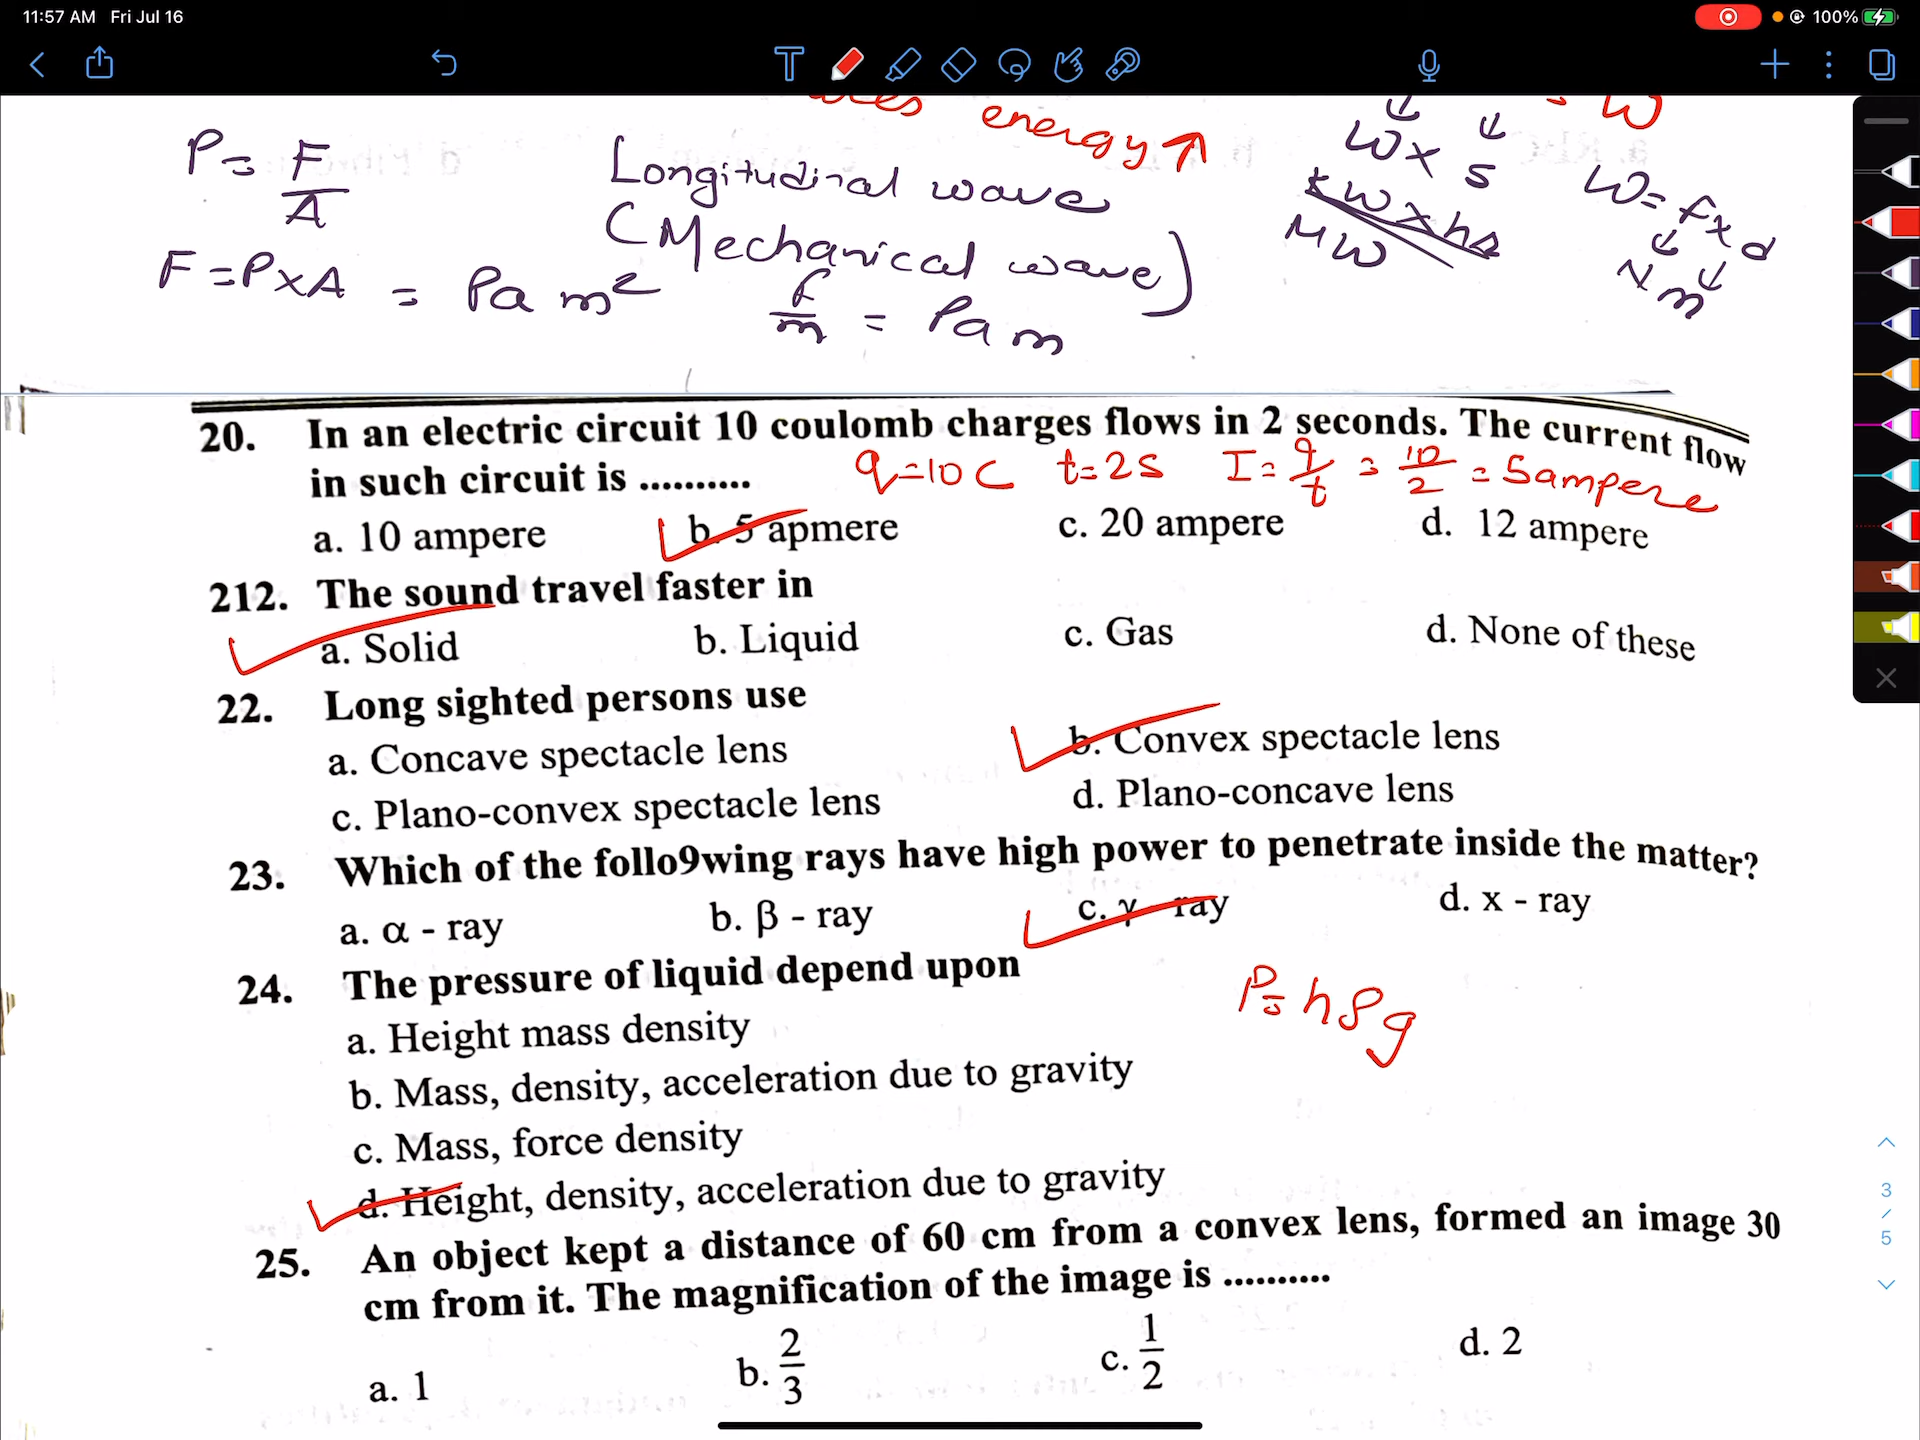 11:57 AM Fri Jul 16
100%
energy ↑
P = F/A
Longitudinal wave
(Mechanical wave)
F = P x A = Pa m²
= Pa m
W x s
KW x hs
MW
W = f x d
N m
20. In an electric circuit 10 coulomb charges flows in 2 seconds. The current flow
in such circuit is ..........
q = 10 C t = 2s I = q/t = 10/2 = 5 ampere
a. 10 ampere b. 5 apmere c. 20 ampere d. 12 ampere
212. The sound travel faster in
a. Solid b. Liquid c. Gas d. None of these
22. Long sighted persons use
a. Concave spectacle lens b. Convex spectacle lens
c. Plano-convex spectacle lens d. Plano-concave lens
23. Which of the follo9wing rays have high power to penetrate inside the matter?
a. α - ray b. β - ray c. γ - ray d. x - ray
24. The pressure of liquid depend upon
P = hρg
a. Height mass density
b. Mass, density, acceleration due to gravity
c. Mass, force density
d. Height, density, acceleration due to gravity
25. An object kept a distance of 60 cm from a convex lens, formed an image 30
cm from it. The magnification of the image is ..........
a. 1 b. 2/3 c. 1/2 d. 2
3
/
5